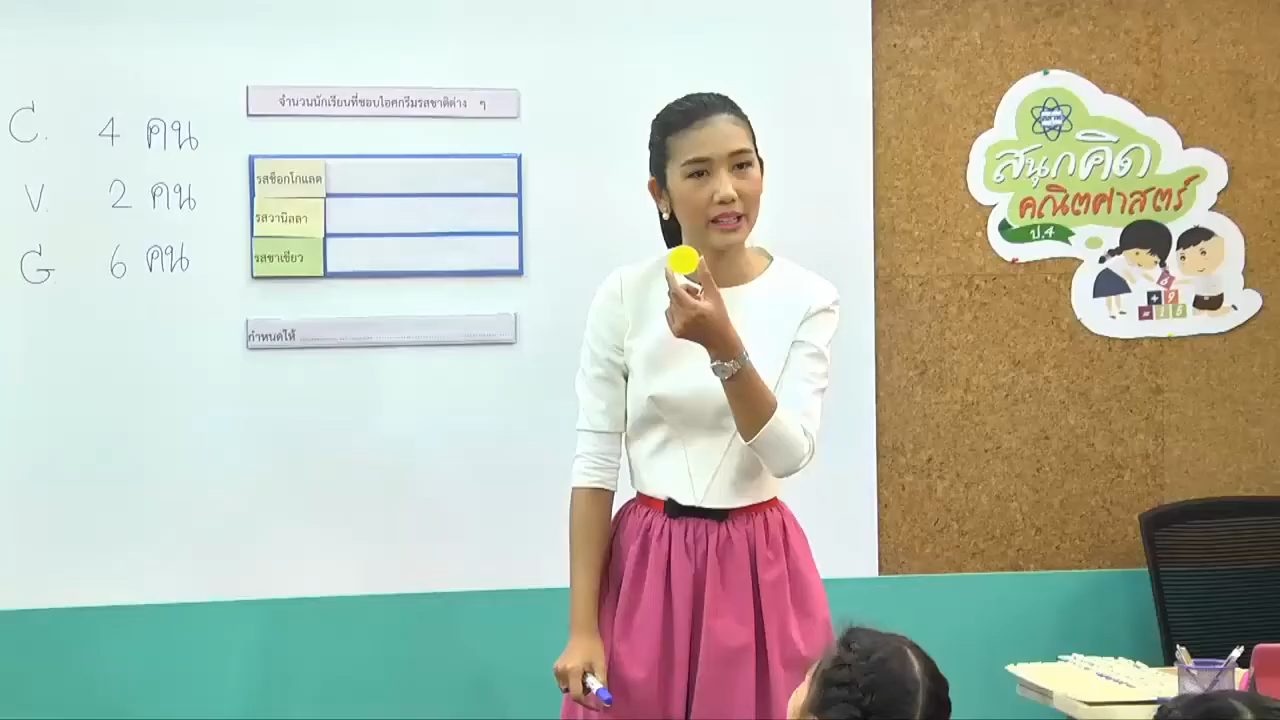 C. 4 คน
V. 2 คน
G 6 คน
จำนวนนักเรียนที่ชอบไอศกรีมรสชาติต่าง ๆ
รสช็อกโกแลต
รสวานิลลา
รสชาเขียว
กำหนดให้
สสวท
สนุกคิด
คณิตศาสตร์
ป.4